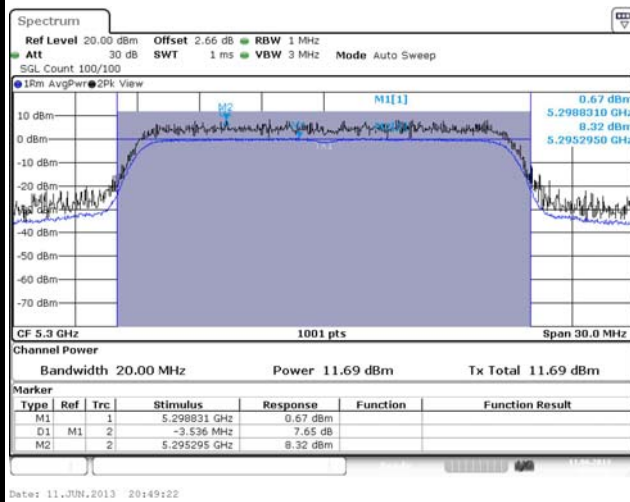 Spectrum
Ref Level 20.00 dBm Offset 2.66 dB RBW 1 MHz
Att 30 dB SWT 1 ms VBW 3 MHz Mode Auto Sweep
SGL Count 100/100
1Rm AvgPwr 2Pk View
M1[1] 0.67 dBm
5.2988310 GHz
8.32 dBm
5.2952950 GHz
M2
10 dBm
0 dBm
-10 dBm
-20 dBm
-40 dBm
-50 dBm
-60 dBm
-70 dBm
CF 5.3 GHz 1001 pts Span 30.0 MHz
Channel Power
Bandwidth 20.00 MHz Power 11.69 dBm Tx Total 11.69 dBm
Marker
Type Ref Trc Stimulus Response Function Function Result
M1 1 5.298831 GHz 0.67 dBm
D1 M1 2 -3.536 MHz 7.65 dB
M2 2 5.295295 GHz 8.32 dBm
Date: 11.JUN.2013 20:49:22